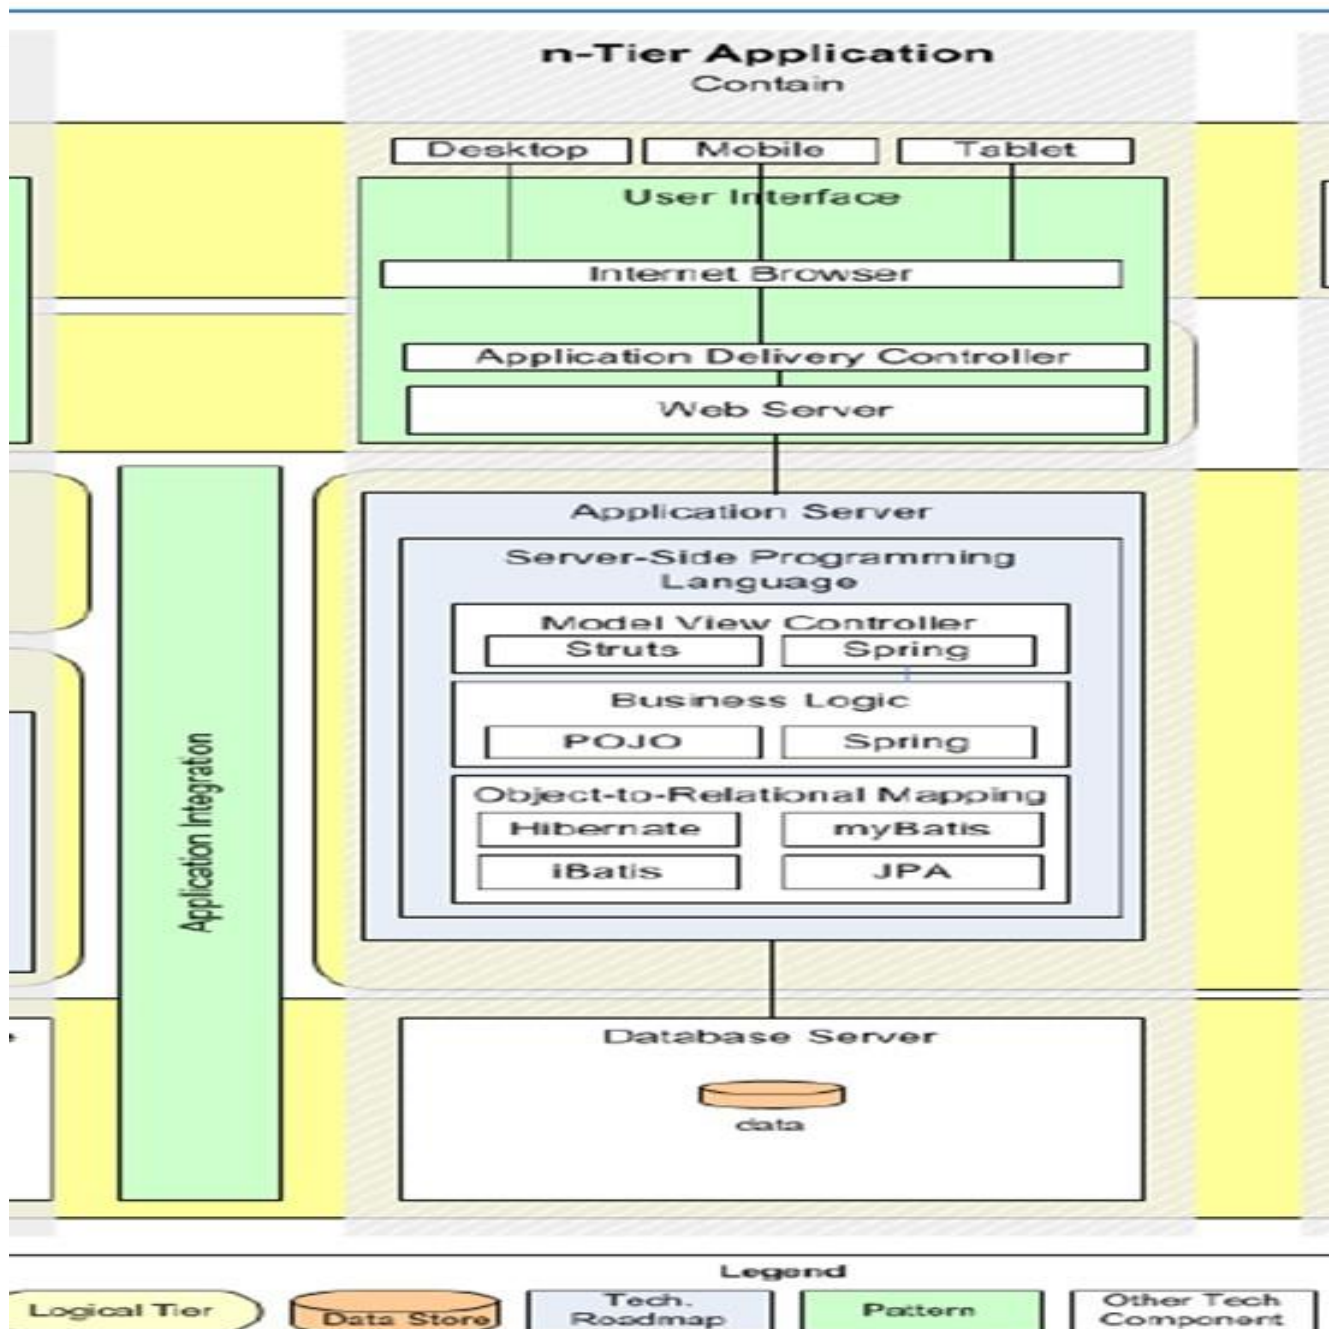 n-Tier Application
Contain
Desktop
Mobile
Tablet
User Interface
Internet Browser
Application Delivery Controller
Web Server
Application Server
Server-Side Programming
Language
Model View Controller
Struts
Spring
Business Logic
POJO
Spring
Object-to-Relational Mapping
Hibernate
myBatis
iBatis
JPA
Application Integration
Database Server
data
Legend
Logical Tier
Data Store
Tech.
Roadmap
Pattern
Other Tech
Component